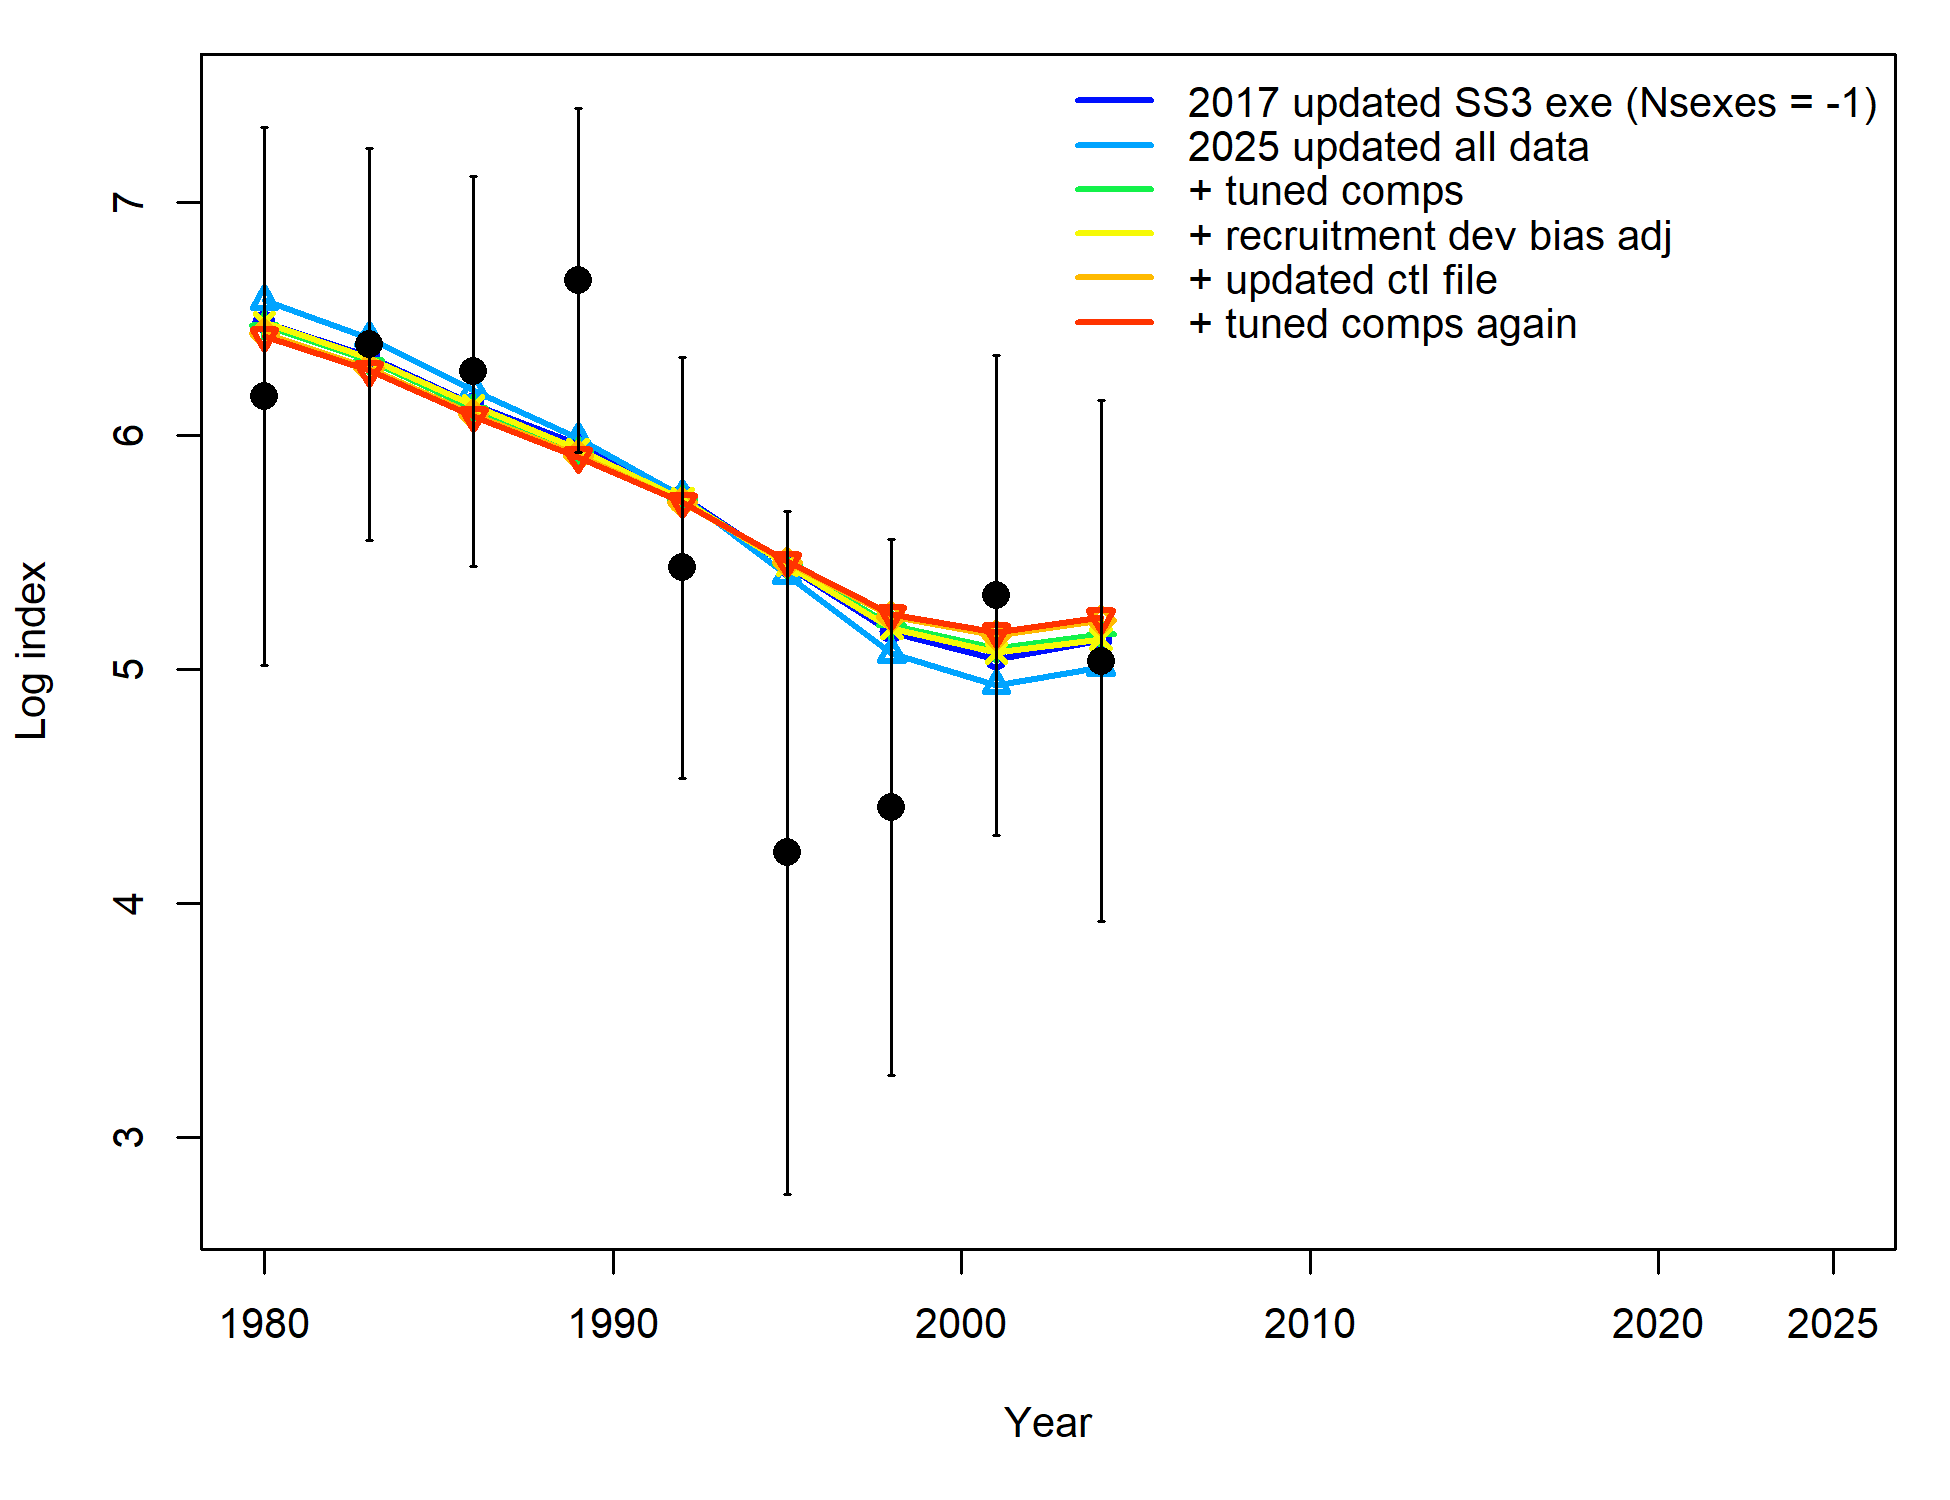 2017 updated SS3 exe (Nsexes = -1)
2025 updated all data
+ tuned comps
+ recruitment dev bias adj
+ updated ctl file
+ tuned comps again
7
6
5
4
3
Log index
1980
1990
2000
2010
2020
2025
Year